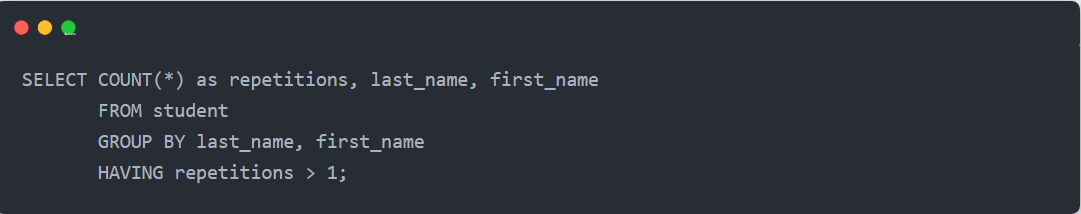 SELECT COUNT(*) as repetitions, last_name, first_name
FROM student
GROUP BY last_name, first_name
HAVING repetitions > 1;